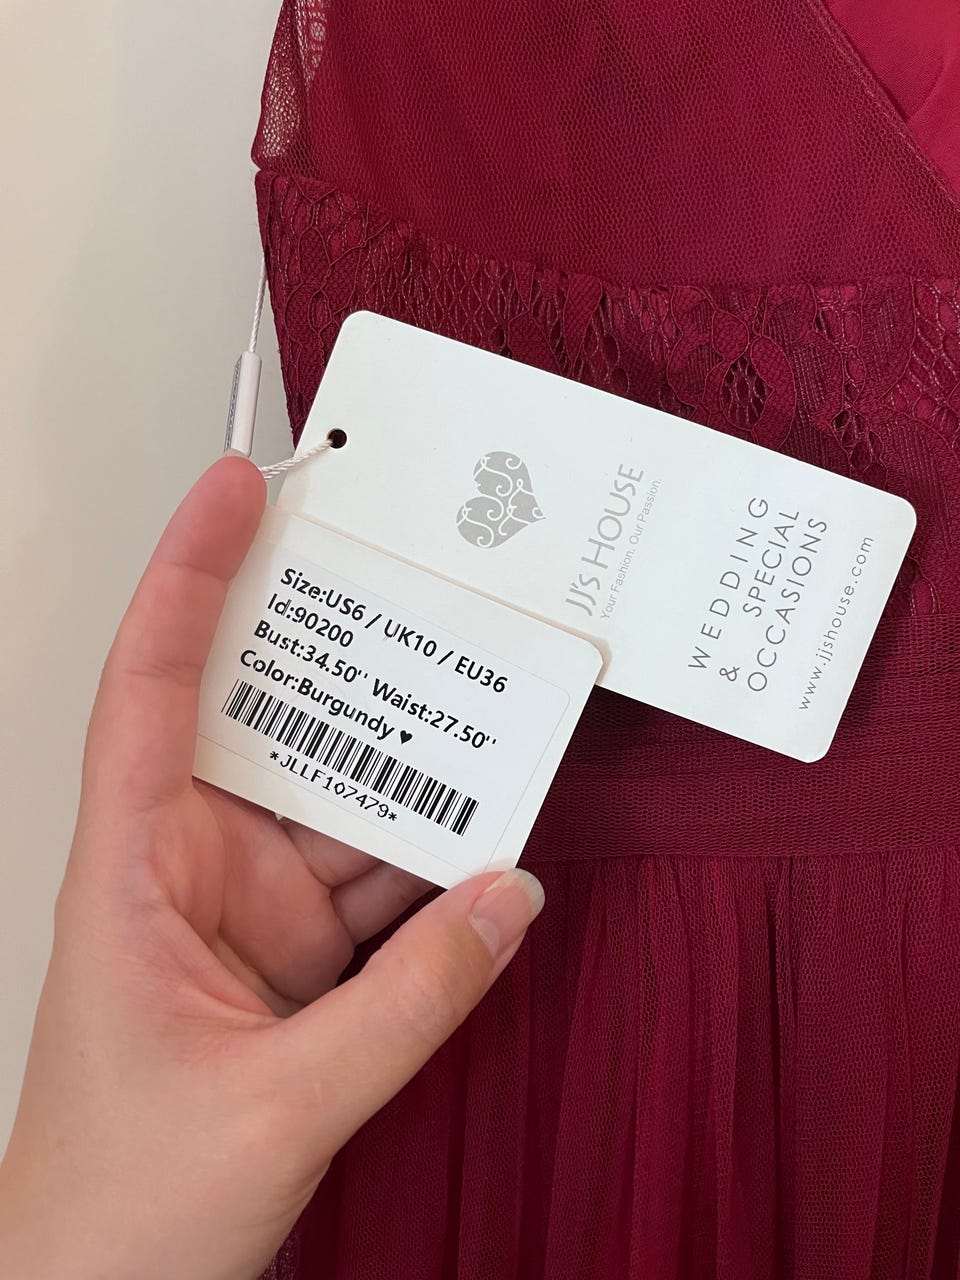 JJ's HOUSE
Your Fashion. Our Passion.
WEDDING
& SPECIAL
OCCASIONS
www.jjshouse.com
Size:US6 / UK10 / EU36
Id:90200
Bust:34.50'' Waist:27.50''
Color:Burgundy ♥
*JLLF107479*